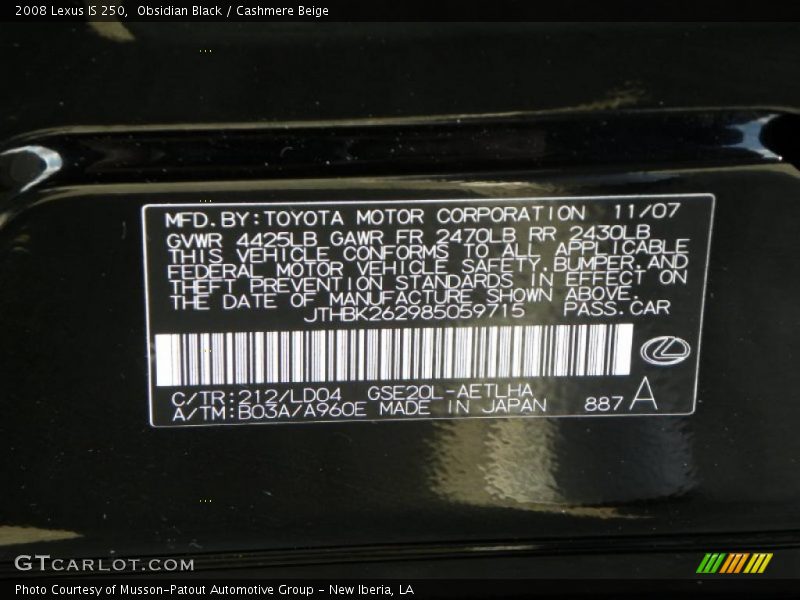 2008 Lexus IS 250,  Obsidian Black / Cashmere Beige
MFD. BY: TOYOTA MOTOR CORPORATION 11/07
GVWR 4425LB GAWR FR 2470LB RR 2430LB
THIS VEHICLE CONFORMS TO ALL APPLICABLE
FEDERAL MOTOR VEHICLE SAFETY, BUMPER, AND
THEFT PREVENTION STANDARDS IN EFFECT ON
THE DATE OF MANUFACTURE SHOWN ABOVE.
JTHBK262985059715 PASS. CAR
C/TR: 212/LD04 GSE20L-AETLHA
A/TM: B03A/A960E MADE IN JAPAN 887 A
GTCARLOT.COM
Photo Courtesy of Musson-Patout Automotive Group - New Iberia, LA